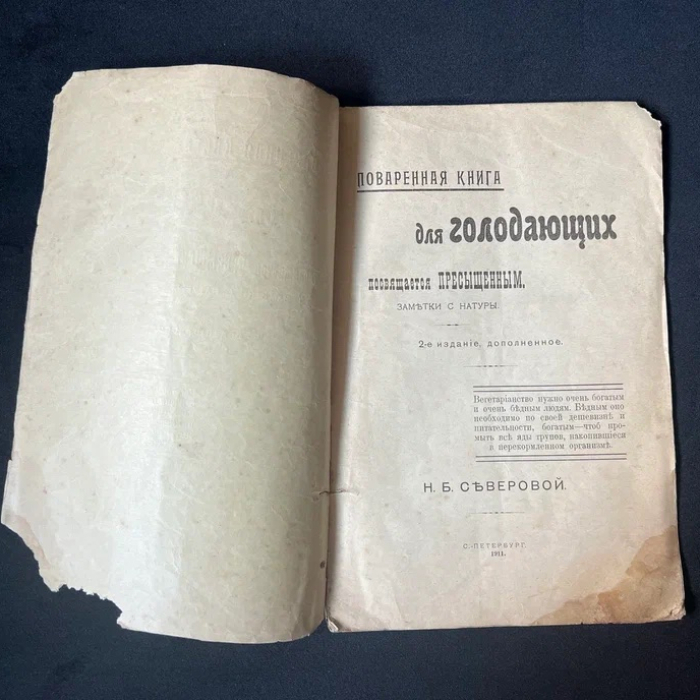 ПОВАРЕННАЯ КНИГА
для голодающих
посвящается ПРЕСЫЩЕННЫМ.
ЗАМѢТКИ С НАТУРЫ
2-е изданіе, дополненное.
Вегетаріанство нужно очень богатым
и очень бѣдным людям. Бѣдным оно
необходимо по своей дешевизнѣ и
питательности, богатым—чтоб про-
мыть всѣ яды трупов, накопившіеся
в перекормленном организмѣ.
Н. Б. СѢВЕРОВОЙ.
С.-ПЕТЕРБУРГ.
1911.